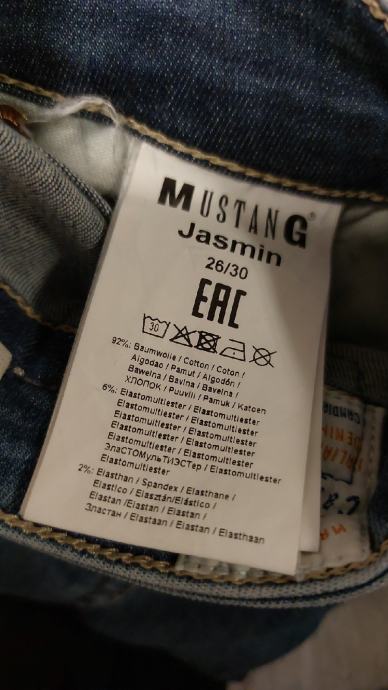 MUSTANG®
Jasmin
26/30
EAC
30
92%: Baumwolle / Cotton / Coton /
Algodao / Pamut / Algodón /
Bawełna / Bavlna / Bavelna /
ХЛОПОК / Puuvilli / Pamuk / Katoen
6%: Elastomultiester / Elastomultiester
Elastomultiester / Elastomultiester /
Elastomultiester / Elastomultiester /
Elastomultiester / Elastomultiester /
Elastomultiester / Elastomultiester
ЭлаСТОМУльТИЭСТер / Elastomultiester
Elastomultiester
2%: Elasthan / Spandex / Elasthane /
Elastico / Elasztán/Elástico /
Elastan /Elastan / Elastan /
Эластан / Elastaan / Elastan / Elasthaan